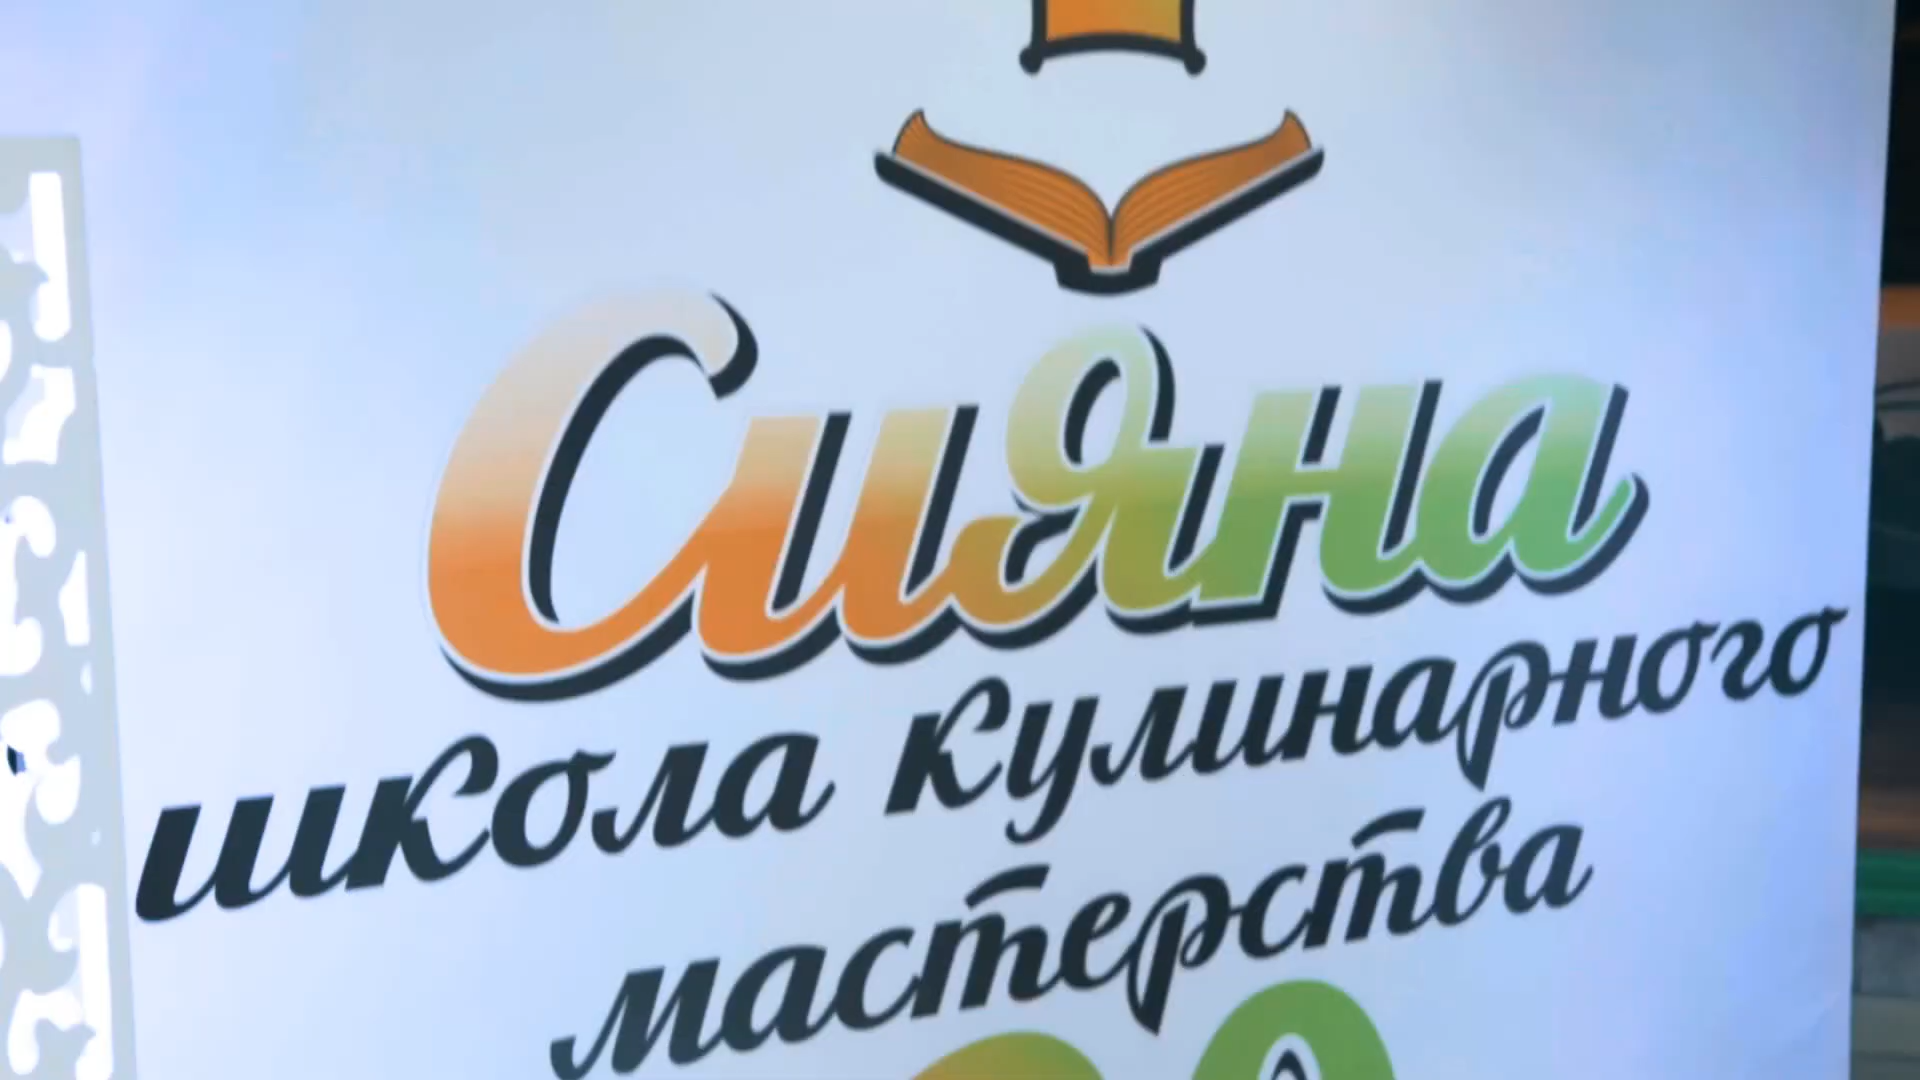 Сияна
школа кулинарного
мастерства